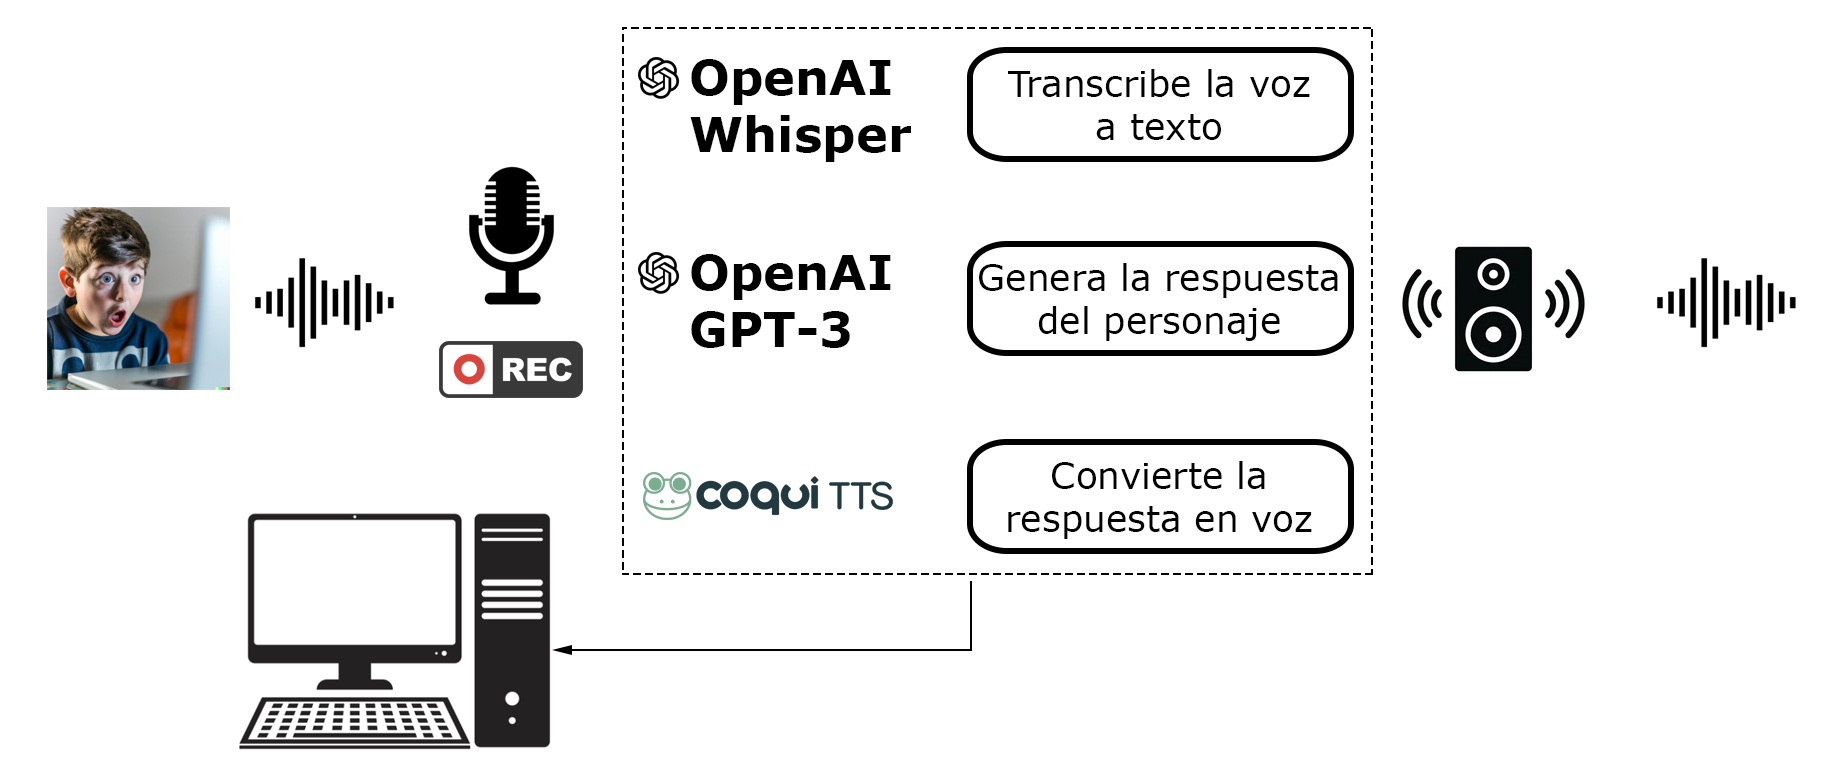 OpenAI
Whisper
Transcribe la voz
a texto
REC
OpenAI
GPT-3
Genera la respuesta
del personaje
coqui TTS
Convierte la
respuesta en voz